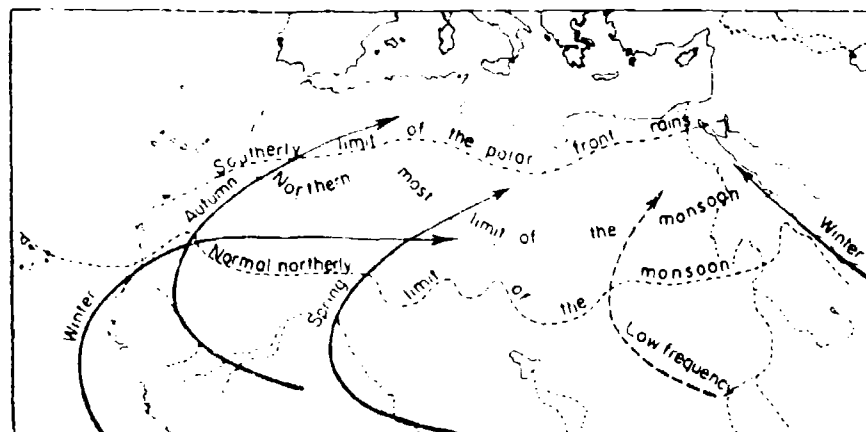 Southerly limit of the polar front rains
Autumn
Northern most limit of the monsoon
Normal northerly limit of the monsoon
Winter
Spring
Winter
Low frequency